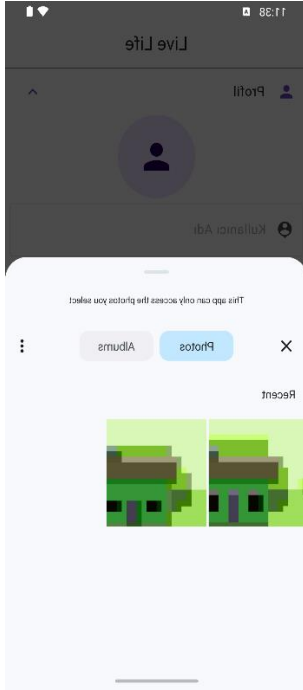 11:38 A
Live Life
Profil
Kullanıcı Adı
This app can only access the photos you select
Photos
Albums
Recent